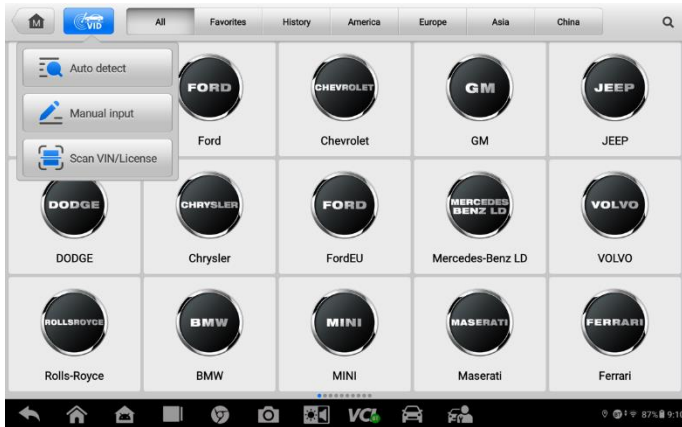 M
VID
All
Favorites
History
America
Europe
Asia
China
Auto detect
Manual input
Scan VIN/License
FORD
CHEVROLET
GM
JEEP
Ford
Chevrolet
GM
JEEP
DODGE
CHRYSLER
FORD
MERCEDES
BENZ LD
VOLVO
DODGE
Chrysler
FordEU
Mercedes-Benz LD
VOLVO
ROLLSROYCE
BMW
MINI
MASERATI
FERRARI
Rolls-Royce
BMW
MINI
Maserati
Ferrari
VCI
87%
9:10